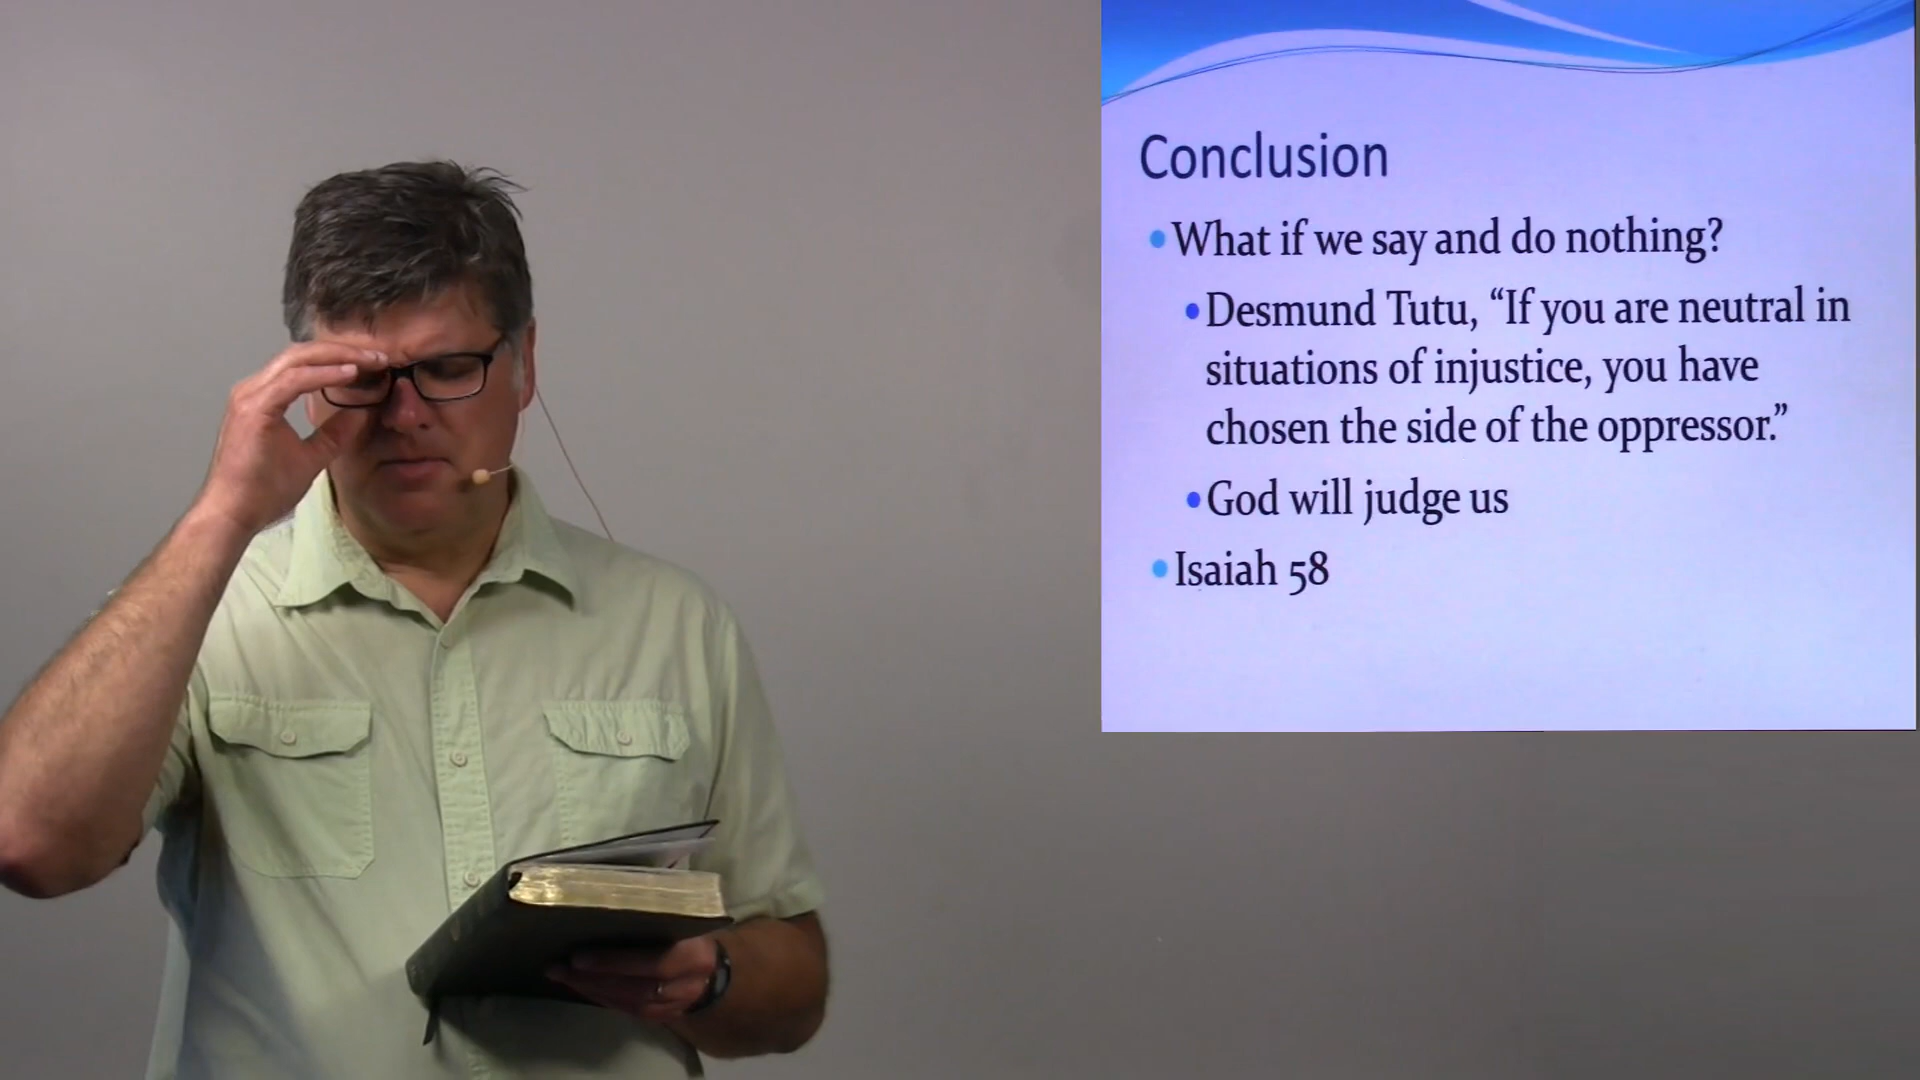 Conclusion
• What if we say and do nothing?
• Desmund Tutu, “If you are neutral in
situations of injustice, you have
chosen the side of the oppressor.”
• God will judge us
• Isaiah 58